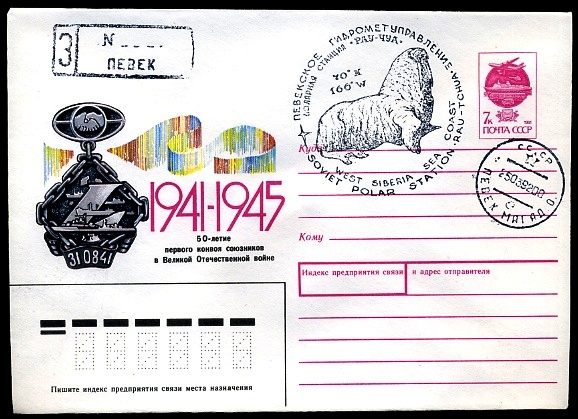 З
N
ПЕВЕК
ПЕВЕКСКОЕ ГИДРОМЕТУПРАВЛЕНИЕ
ПОЛЯРНАЯ СТАНЦИЯ "РАУ-ЧУА"
70° N
160° W
WEST SIBERIA SEA COAST
SOVIET POLAR STATION "RAU-TCHUA"
7к
ПОЧТА СССР
СССР
250392
ПЕВЕК МАГАД.О.
1941-1945
50-летие
первого конвоя союзников
в Великой Отечественной войне
31 08 41
Куда
Кому
Индекс предприятия связи и адрес отправителя
Пишите индекс предприятия связи места назначения